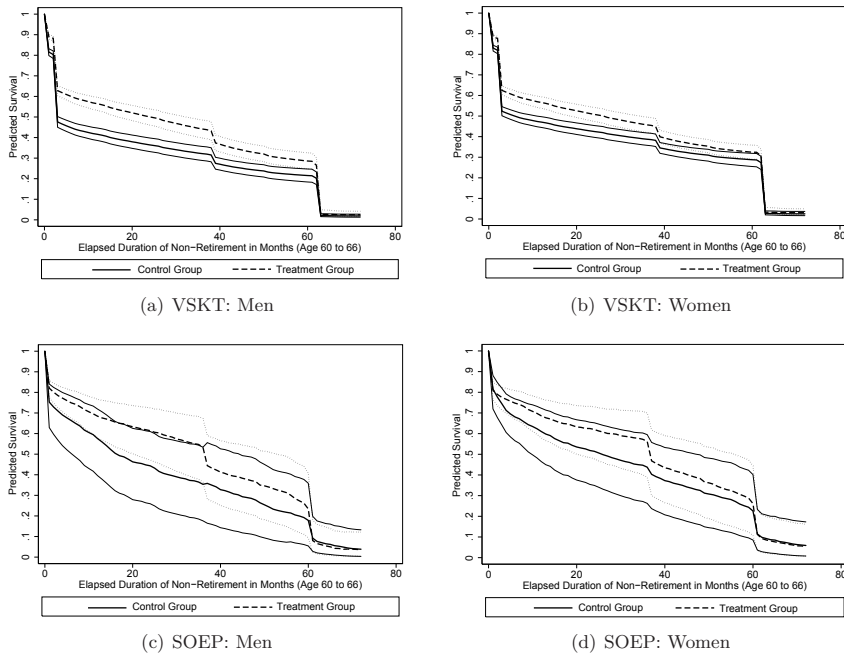 Predicted Survival
1
.9
.8
.7
.6
.5
.4
.3
.2
.1
0
0 20 40 60 80
Elapsed Duration of Non-Retirement in Months (Age 60 to 66)
Control Group Treatment Group
(a) VSKT: Men
Predicted Survival
1
.9
.8
.7
.6
.5
.4
.3
.2
.1
0
0 20 40 60 80
Elapsed Duration of Non-Retirement in Months (Age 60 to 66)
Control Group Treatment Group
(b) VSKT: Women
Predicted Survival
1
.9
.8
.7
.6
.5
.4
.3
.2
.1
0
0 20 40 60 80
Elapsed Duration of Non-Retirement in Months (Age 60 to 66)
Control Group Treatment Group
(c) SOEP: Men
Predicted Survival
1
.9
.8
.7
.6
.5
.4
.3
.2
.1
0
0 20 40 60 80
Elapsed Duration of Non-Retirement in Months (Age 60 to 66)
Control Group Treatment Group
(d) SOEP: Women